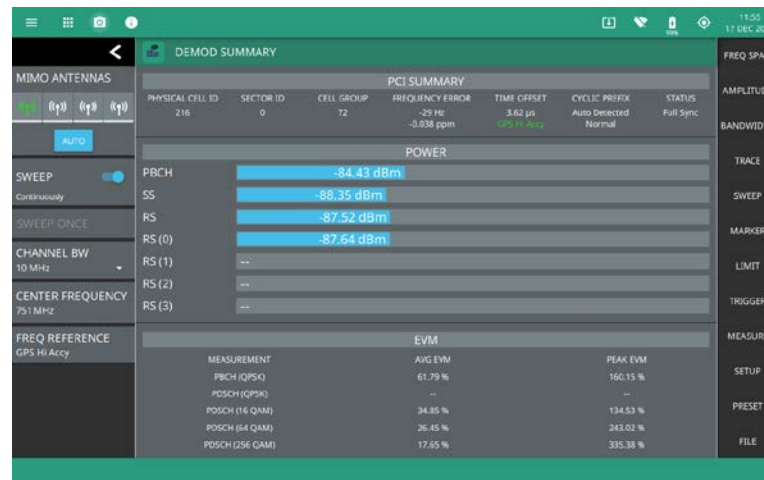 11:55
17 DEC 20
DEMOD SUMMARY
FREQ SPA
MIMO ANTENNAS
AUTO
SWEEP
Continuously
SWEEP ONCE
CHANNEL BW
10 MHz
CENTER FREQUENCY
751 MHz
FREQ REFERENCE
GPS Hi Accy
PCI SUMMARY
PHYSICAL CELL ID SECTOR ID CELL GROUP FREQUENCY ERROR TIME OFFSET CYCLIC PREFIX STATUS
216 0 72 -29 Hz 3.62 µs Auto Detected Full Sync
-0.038 ppm GPS Hi Accy Normal
POWER
PBCH -84.43 dBm
SS -88.35 dBm
RS -87.52 dBm
RS (0) -87.64 dBm
RS (1) --
RS (2) --
RS (3) --
EVM
MEASUREMENT AVG EVM PEAK EVM
PBCH (QPSK) 61.79 % 160.15 %
PDSCH (QPSK) -- --
PDSCH (16 QAM) 34.85 % 134.53 %
PDSCH (64 QAM) 26.45 % 243.02 %
PDSCH (256 QAM) 17.65 % 335.38 %
AMPLITUD
BANDWID
TRACE
SWEEP
MARKER
LIMIT
TRIGGER
MEASUR
SETUP
PRESET
FILE